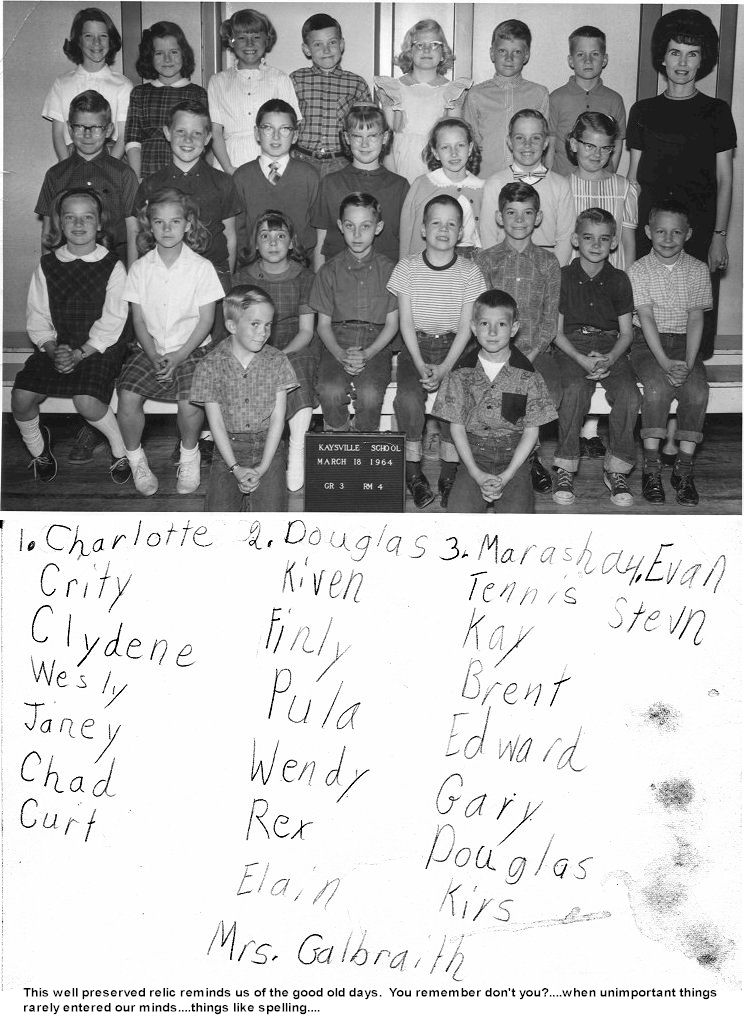 KAYSVILLE SCHOOL
MARCH 18 1964
GR 3 RM 4
1. Charlotte
Crity
Clydene
Wesly
Janey
Chad
Curt
2. Douglas
Kiven
Finly
Pula
Wendy
Rex
Elain
3. Marashay
Tennis
Kay
Brent
Edward
Gary
Douglas
Kirs
4. Evan
Stevn
Mrs. Galbraith
This well preserved relic reminds us of the good old days. You remember don't you?....when unimportant things
rarely entered our minds....things like spelling....